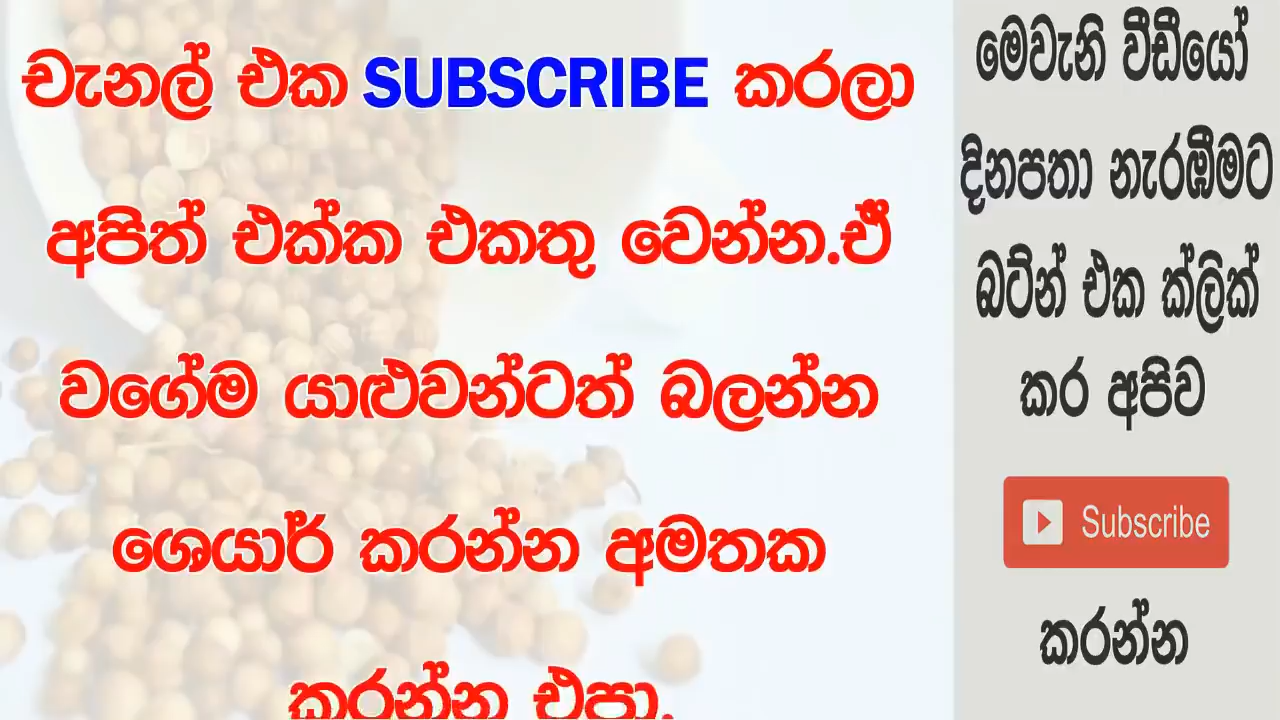 චැනල් එක SUBSCRIBE කරලා
අපිත් එක්ක එකතු වෙන්න.ඒ
වගේම යාළුවන්ටත් බලන්න
ශෙයාර් කරන්න අමතක
කරන්න එපා.
මෙවැනි වීඩීයෝ
දිනපතා නැරඹීමට
බට්න් එක ක්ලික්
කර අපිව
Subscribe
කරන්න